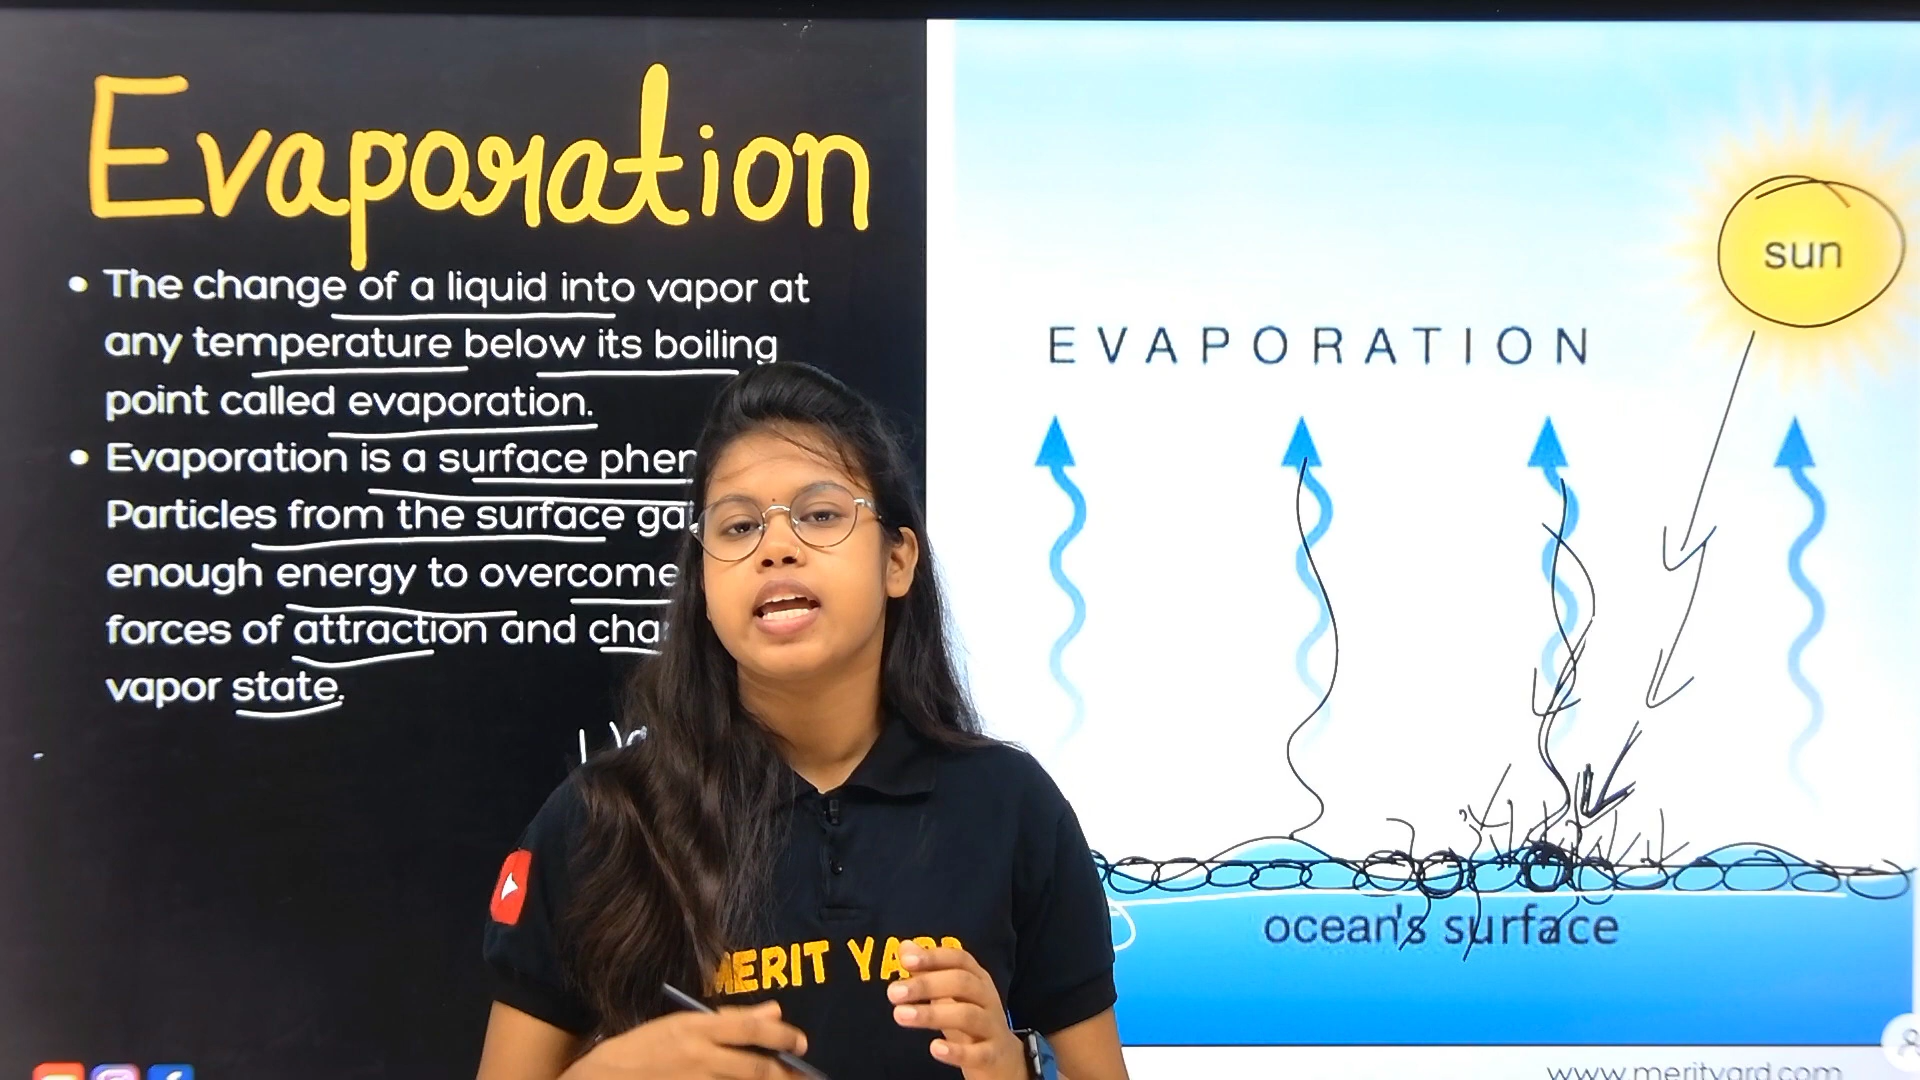 Evaporation
• The change of a liquid into vapor at
any temperature below its boiling
point called evaporation.
• Evaporation is a surface phen
Particles from the surface ga
enough energy to overcome
forces of attraction and cha
vapor state.
sun
EVAPORATION
ocean's surface
MERIT YARD
www.merityard.com